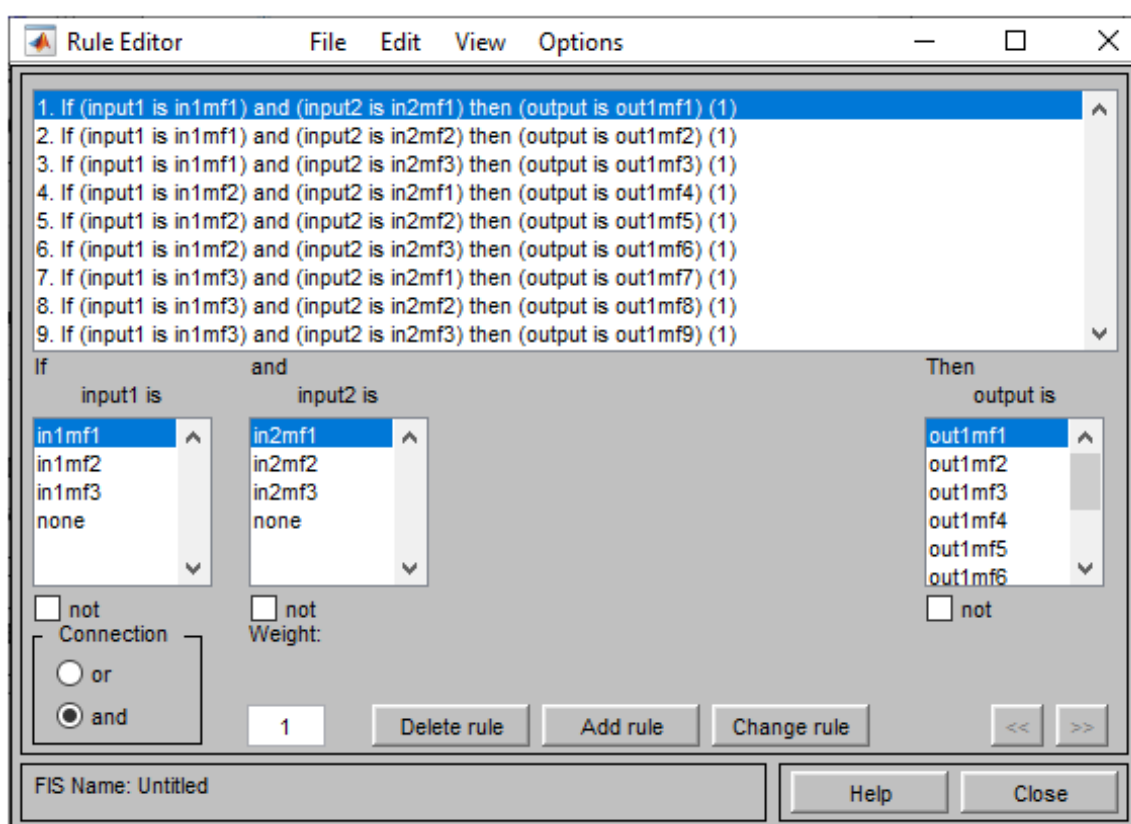 Rule Editor File Edit View Options
1. If (input1 is in1mf1) and (input2 is in2mf1) then (output is out1mf1) (1)
2. If (input1 is in1mf1) and (input2 is in2mf2) then (output is out1mf2) (1)
3. If (input1 is in1mf1) and (input2 is in2mf3) then (output is out1mf3) (1)
4. If (input1 is in1mf2) and (input2 is in2mf1) then (output is out1mf4) (1)
5. If (input1 is in1mf2) and (input2 is in2mf2) then (output is out1mf5) (1)
6. If (input1 is in1mf2) and (input2 is in2mf3) then (output is out1mf6) (1)
7. If (input1 is in1mf3) and (input2 is in2mf1) then (output is out1mf7) (1)
8. If (input1 is in1mf3) and (input2 is in2mf2) then (output is out1mf8) (1)
9. If (input1 is in1mf3) and (input2 is in2mf3) then (output is out1mf9) (1)
If and Then
input1 is input2 is output is
in1mf1 in2mf1 out1mf1
in1mf2 in2mf2 out1mf2
in1mf3 in2mf3 out1mf3
none none out1mf4
out1mf5
out1mf6
not not not
Connection Weight:
or
and 1 Delete rule Add rule Change rule << >>
FIS Name: Untitled Help Close